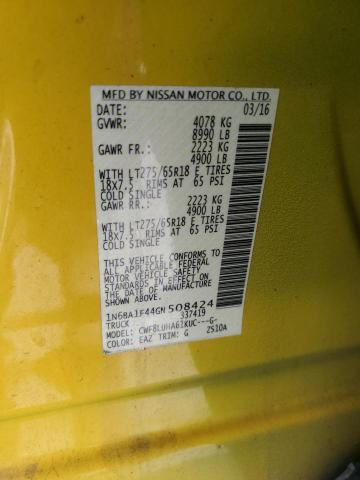 MFD BY NISSAN MOTOR CO., LTD.
DATE: 03/16
GVWR: 4078 KG
8990 LB
GAWR FR.: 2223 KG
4900 LB
WITH LT275/65R18 E TIRES
18X7.5 RIMS AT 65 PSI
COLD SINGLE
GAWR RR.: 2223 KG
4900 LB
WITH LT275/65R18 E TIRES
18X7.5 RIMS AT 65 PSI
COLD SINGLE
THIS VEHICLE CONFORMS TO
ALL APPLICABLE FEDERAL
MOTOR VEHICLE SAFETY
STANDARDS IN EFFECT ON THE
DATE OF MANUFACTURE
SHOWN ABOVE.
1N6BA1F44GN508424
TRUCK 337419
MODEL: CWF8LUHA61KUC---G-
COLOR: EAZ TRIM: G 2S10A